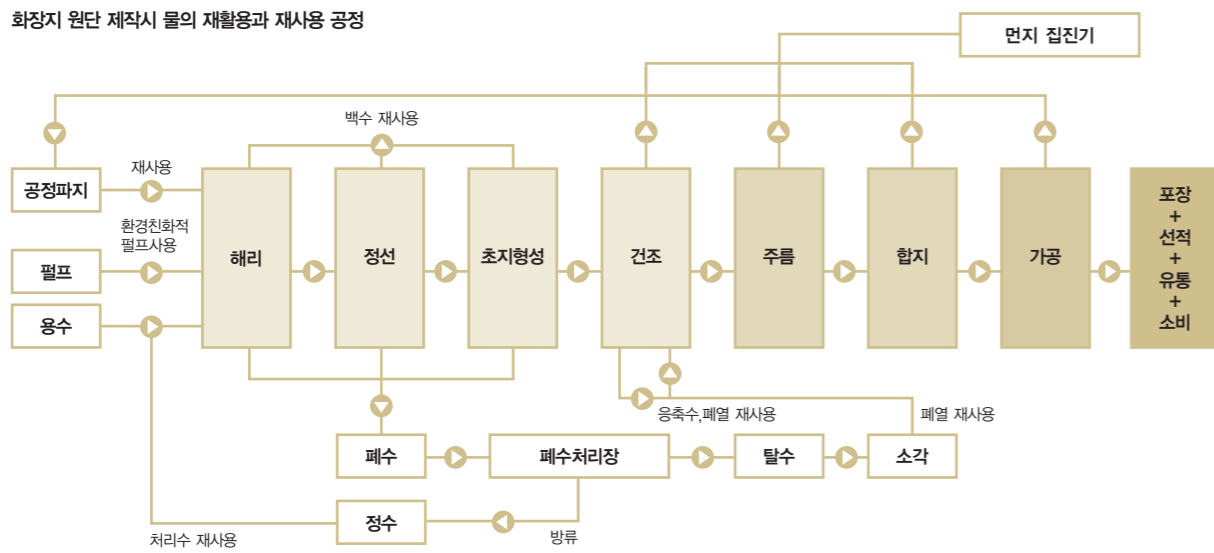 화장지 원단 제작시 물의 재활용과 재사용 공정
먼지 집진기
백수 재사용
재사용
공정파지
환경친화적
펄프사용
펄프
용수
해리
정선
초지형성
건조
주름
합지
가공
포장
+
선적
+
유통
+
소비
응축수,폐열 재사용
폐열 재사용
폐수
폐수처리장
탈수
소각
정수
처리수 재사용
방류